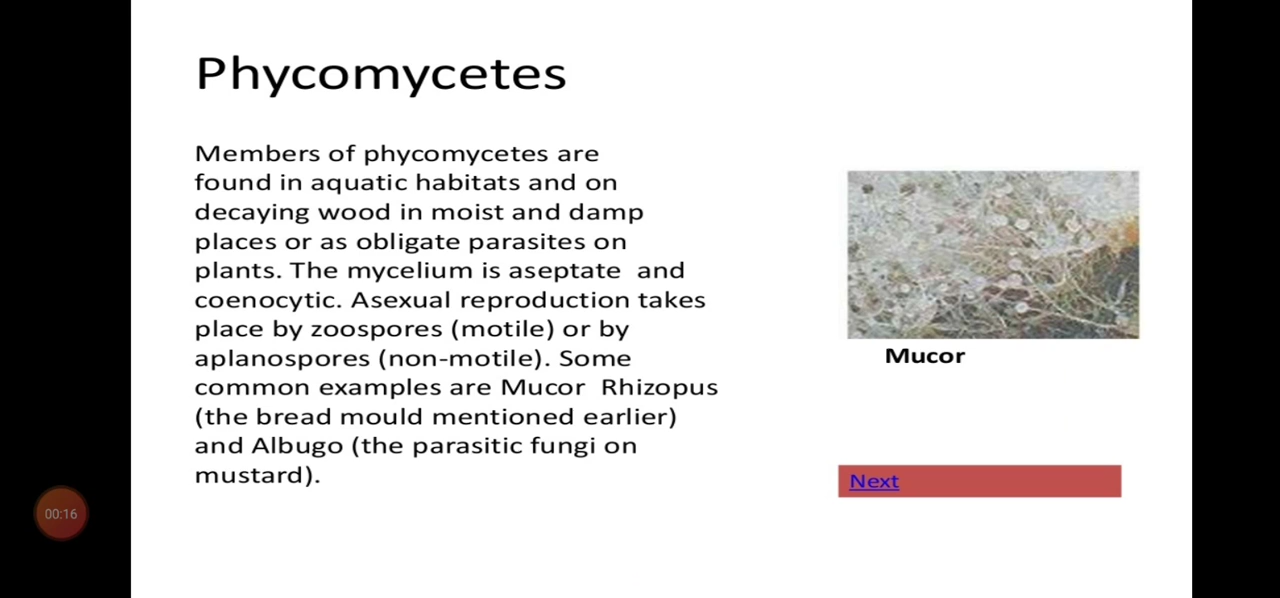 Phycomycetes
Members of phycomycetes are
found in aquatic habitats and on
decaying wood in moist and damp
places or as obligate parasites on
plants. The mycelium is aseptate  and
coenocytic. Asexual reproduction takes
place by zoospores (motile) or by
aplanospores (non-motile). Some
common examples are Mucor  Rhizopus
(the bread mould mentioned earlier)
and Albugo (the parasitic fungi on
mustard).
Mucor
Next
00:16